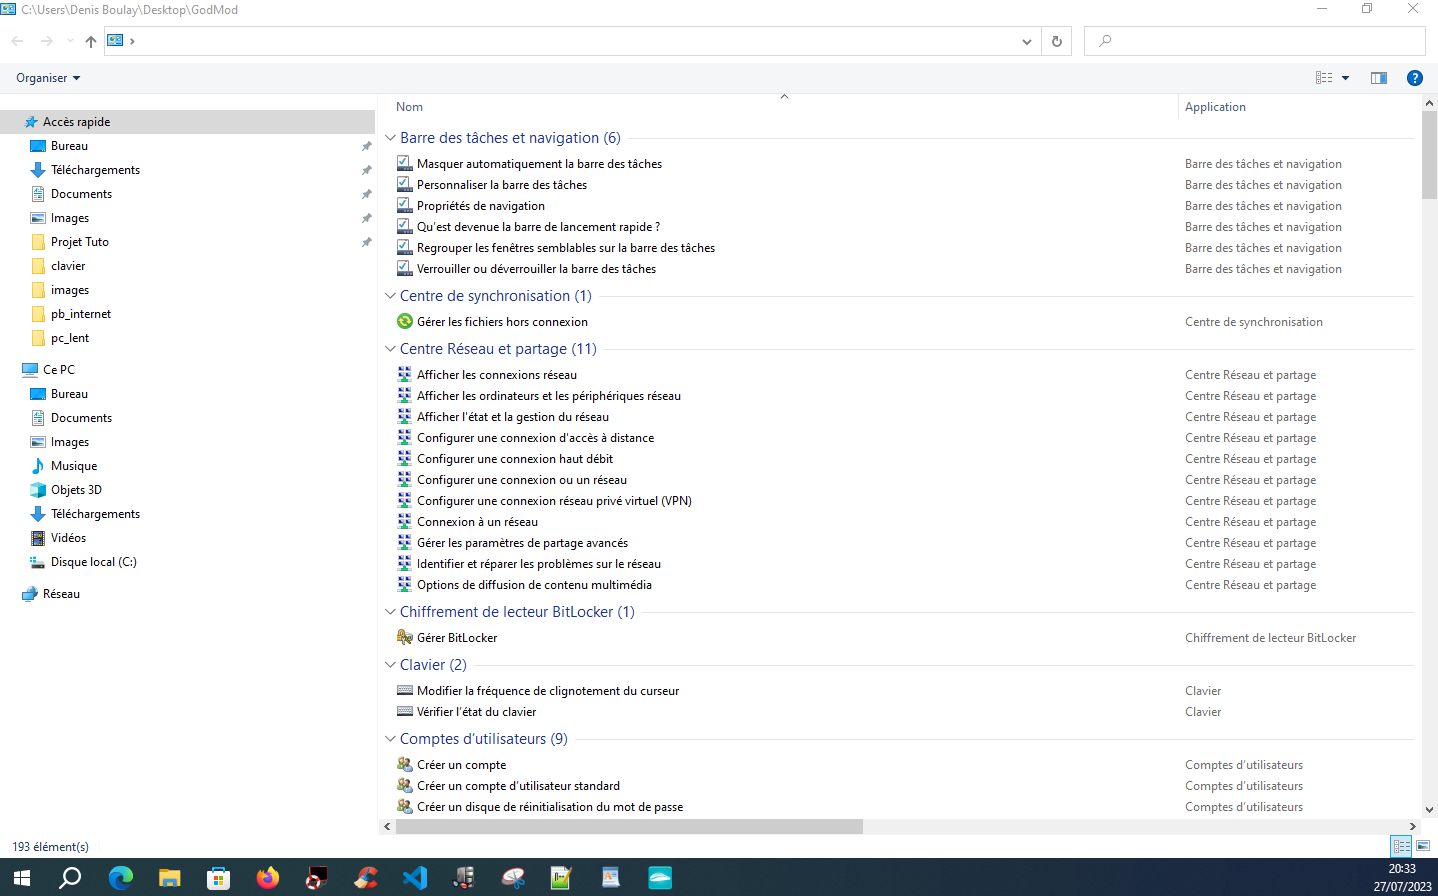 C:\Users\Denis Boulay\Desktop\GodMod
Organiser
Accès rapide
Bureau
Téléchargements
Documents
Images
Projet Tuto
clavier
images
pb_internet
pc_lent
Ce PC
Bureau
Documents
Images
Musique
Objets 3D
Téléchargements
Vidéos
Disque local (C:)
Réseau
Nom Application
Barre des tâches et navigation (6)
Masquer automatiquement la barre des tâches Barre des tâches et navigation
Personnaliser la barre des tâches Barre des tâches et navigation
Propriétés de navigation Barre des tâches et navigation
Qu'est devenue la barre de lancement rapide ? Barre des tâches et navigation
Regrouper les fenêtres semblables sur la barre des tâches Barre des tâches et navigation
Verrouiller ou déverrouiller la barre des tâches Barre des tâches et navigation
Centre de synchronisation (1)
Gérer les fichiers hors connexion Centre de synchronisation
Centre Réseau et partage (11)
Afficher les connexions réseau Centre Réseau et partage
Afficher les ordinateurs et les périphériques réseau Centre Réseau et partage
Afficher l'état et la gestion du réseau Centre Réseau et partage
Configurer une connexion d'accès à distance Centre Réseau et partage
Configurer une connexion haut débit Centre Réseau et partage
Configurer une connexion ou un réseau Centre Réseau et partage
Configurer une connexion réseau privé virtuel (VPN) Centre Réseau et partage
Connexion à un réseau Centre Réseau et partage
Gérer les paramètres de partage avancés Centre Réseau et partage
Identifier et réparer les problèmes sur le réseau Centre Réseau et partage
Options de diffusion de contenu multimédia Centre Réseau et partage
Chiffrement de lecteur BitLocker (1)
Gérer BitLocker Chiffrement de lecteur BitLocker
Clavier (2)
Modifier la fréquence de clignotement du curseur Clavier
Vérifier l'état du clavier Clavier
Comptes d'utilisateurs (9)
Créer un compte Comptes d'utilisateurs
Créer un compte d'utilisateur standard Comptes d'utilisateurs
Créer un disque de réinitialisation du mot de passe Comptes d'utilisateurs
193 élément(s)
20:33
27/07/2023